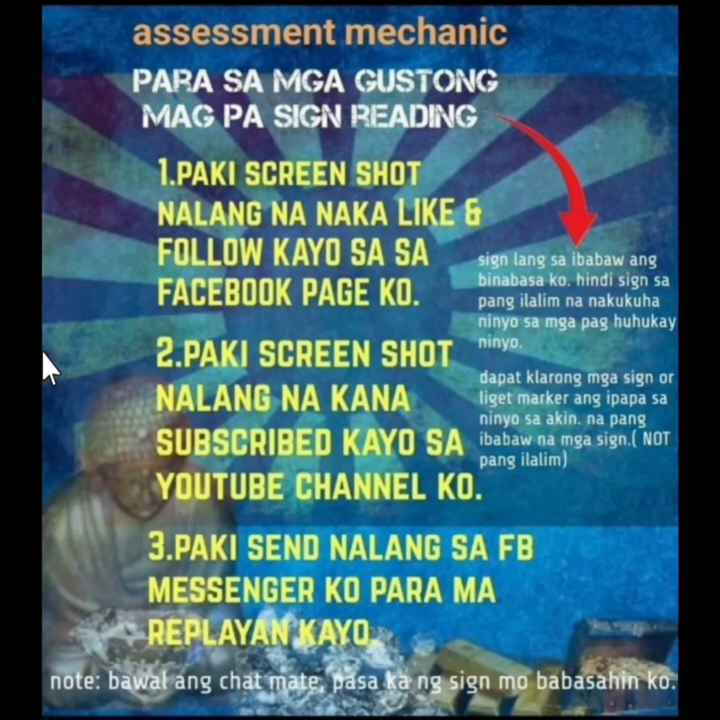 assessment mechanic
PARA SA MGA GUSTONG
MAG PA SIGN READING
1.PAKI SCREEN SHOT
NALANG NA NAKA LIKE &
FOLLOW KAYO SA SA
FACEBOOK PAGE KO.
2.PAKI SCREEN SHOT
NALANG NA KANA
SUBSCRIBED KAYO SA
YOUTUBE CHANNEL KO.
3.PAKI SEND NALANG SA FB
MESSENGER KO PARA MA
REPLAYAN KAYO.
sign lang sa ibabaw ang
binabasa ko. hindi sign sa
pang ilalim na nakukuha
ninyo sa mga pag huhukay
ninyo.
dapat klarong mga sign or
liget marker ang ipapa sa
ninyo sa akin. na pang
ibabaw na mga sign.( NOT
pang ilalim)
note: bawal ang chat mate, pasa ka ng sign mo babasahin ko.